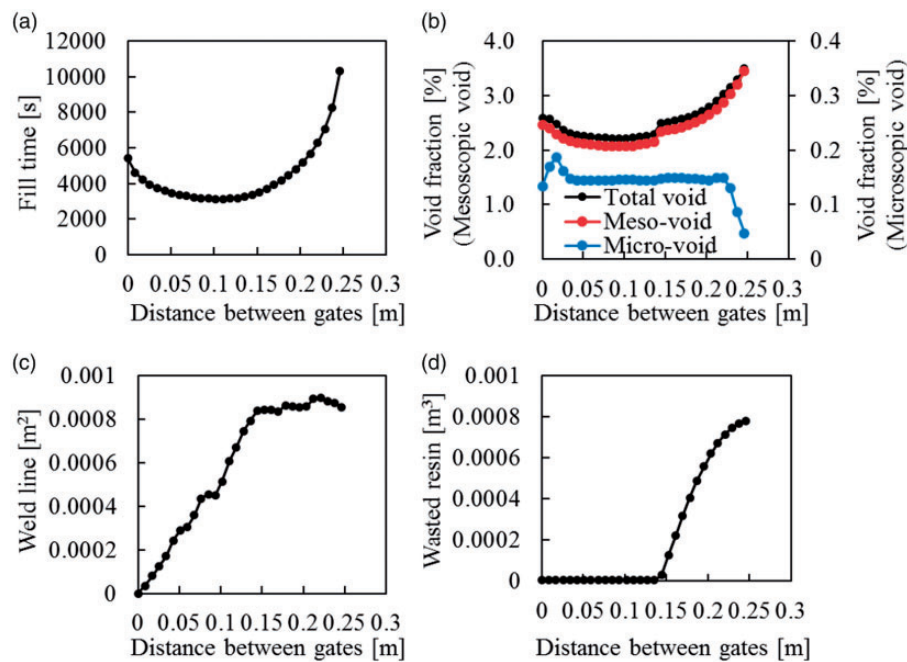 (a)
12000
10000
8000
6000
4000
2000
0
Fill time [s]
0 0.05 0.1 0.15 0.2 0.25 0.3
Distance between gates [m]
(b)
4.0
3.0
2.0
1.0
0.0
Void fraction [%]
(Mesoscopic void)
0.4
0.3
0.2
0.1
0
Void fraction [%]
(Microscopic void)
Total void
Meso-void
Micro-void
0 0.05 0.1 0.15 0.2 0.25 0.3
Distance between gates [m]
(c)
0.001
0.0008
0.0006
0.0004
0.0002
0
Weld line [m²]
0 0.05 0.1 0.15 0.2 0.25 0.3
Distance between gates [m]
(d)
0.001
0.0008
0.0006
0.0004
0.0002
0
Wasted resin [m³]
0 0.05 0.1 0.15 0.2 0.25 0.3
Distance between gates [m]